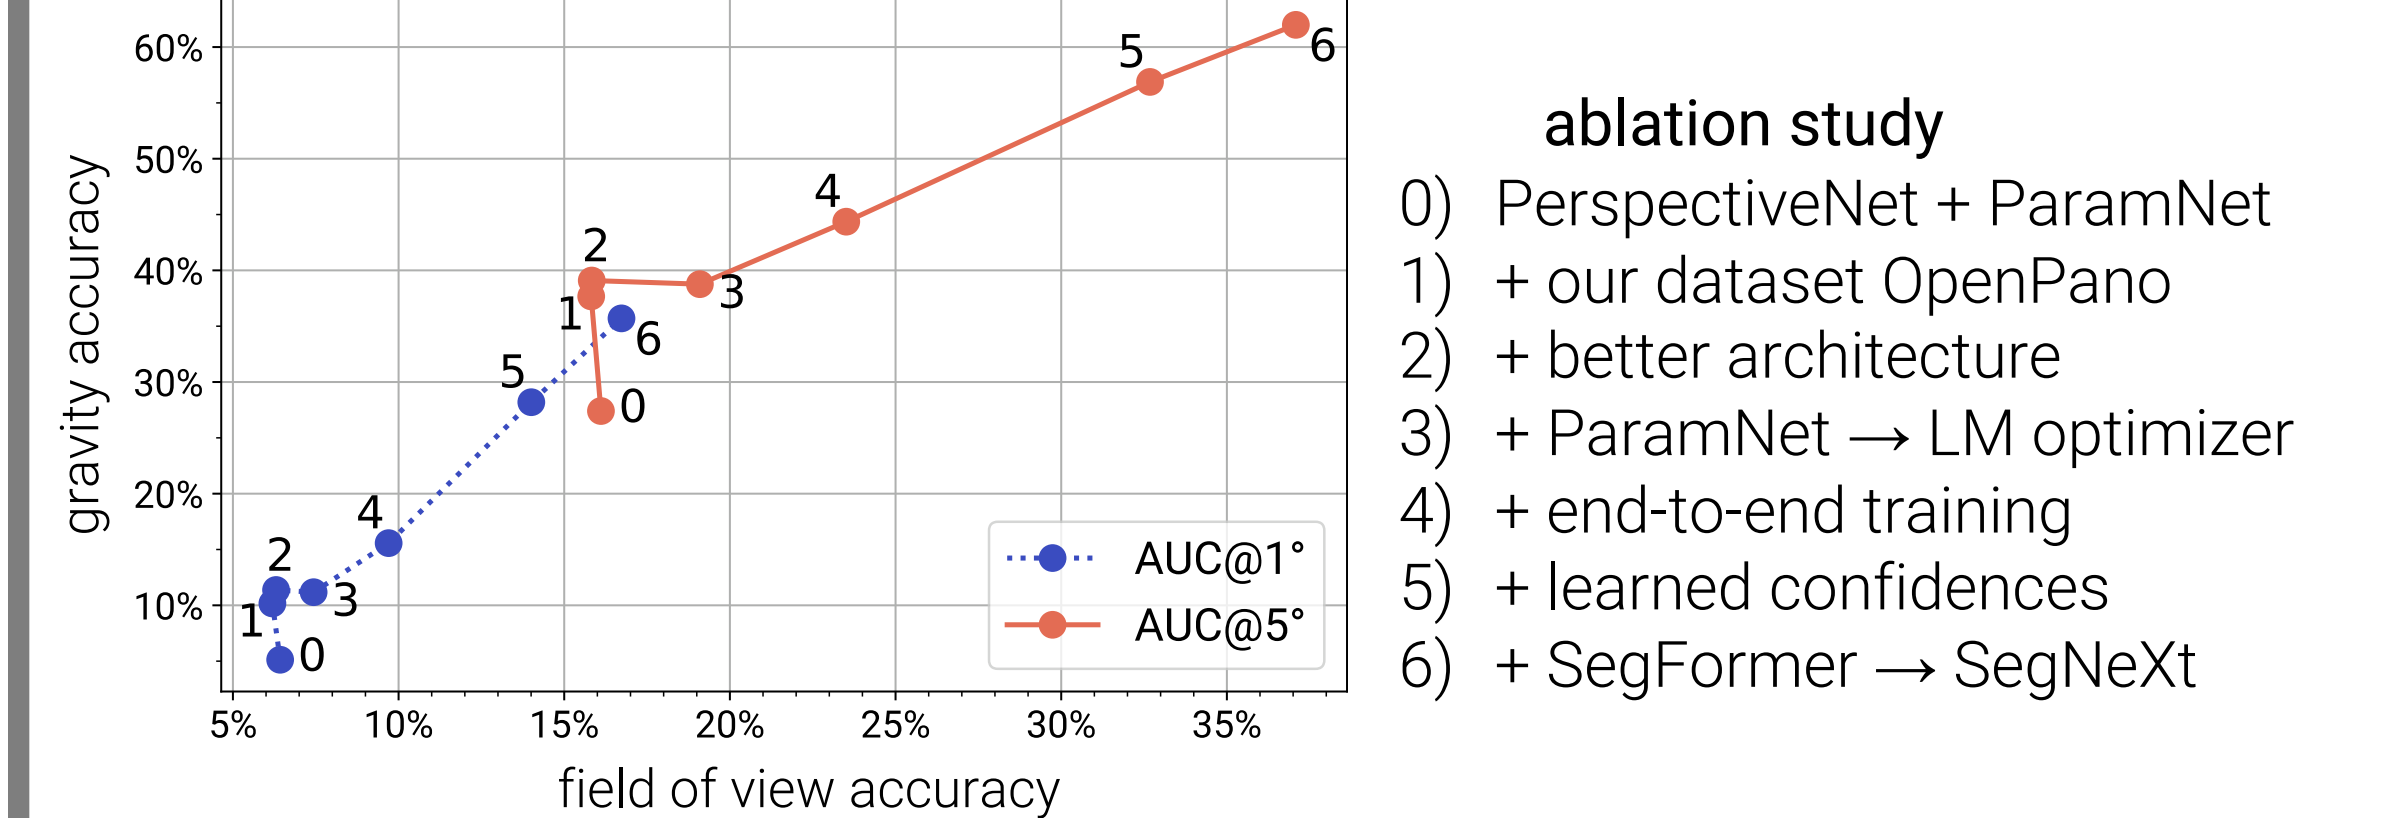 60%
50%
40%
30%
20%
10%
gravity accuracy
5%
10%
15%
20%
25%
30%
35%
field of view accuracy
0
1
2
3
4
5
6
0
1
2
3
4
5
6
AUC@1°
AUC@5°
ablation study
0) PerspectiveNet + ParamNet
1) + our dataset OpenPano
2) + better architecture
3) + ParamNet → LM optimizer
4) + end-to-end training
5) + learned confidences
6) + SegFormer → SegNeXt